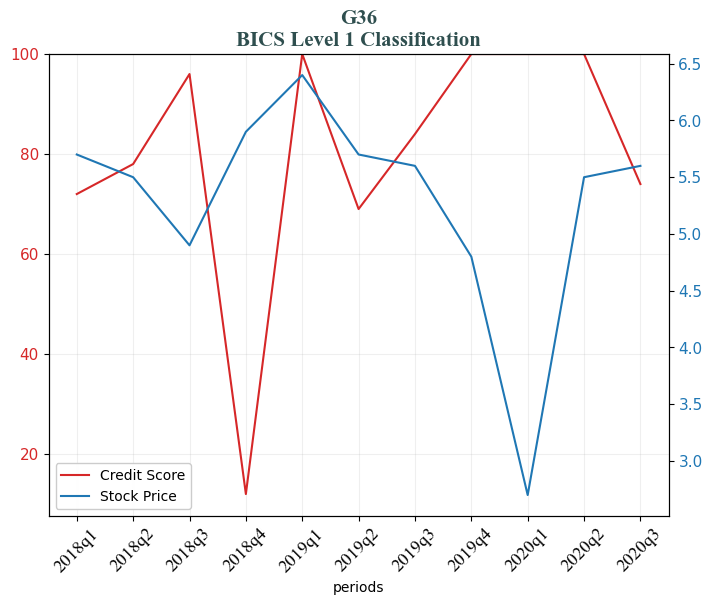 G36
BICS Level 1 Classification
100
80
60
40
20
6.5
6.0
5.5
5.0
4.5
4.0
3.5
3.0
Credit Score
Stock Price
2018q1
2018q2
2018q3
2018q4
2019q1
2019q2
2019q3
2019q4
2020q1
2020q2
2020q3
periods